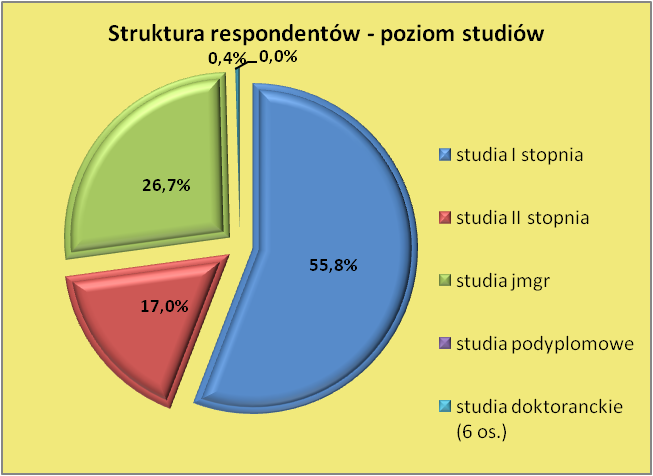 Struktura respondentów - poziom studiów
0,4% 0,0%
26,7%
55,8%
17,0%
studia I stopnia
studia II stopnia
studia jmgr
studia podyplomowe
studia doktoranckie
(6 os.)